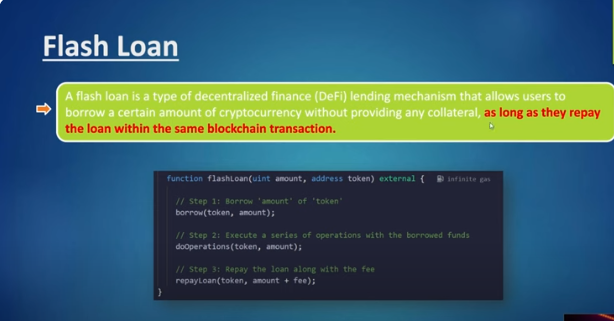 Flash Loan
A flash loan is a type of decentralized finance (DeFi) lending mechanism that allows users to
borrow a certain amount of cryptocurrency without providing any collateral, as long as they repay
the loan within the same blockchain transaction.
function flashLoan(uint amount, address token) external { infinite gas
// Step 1: Borrow 'amount' of 'token'
borrow(token, amount);
// Step 2: Execute a series of operations with the borrowed funds
doOperations(token, amount);
// Step 3: Repay the loan along with the fee
repayLoan(token, amount + fee);
}